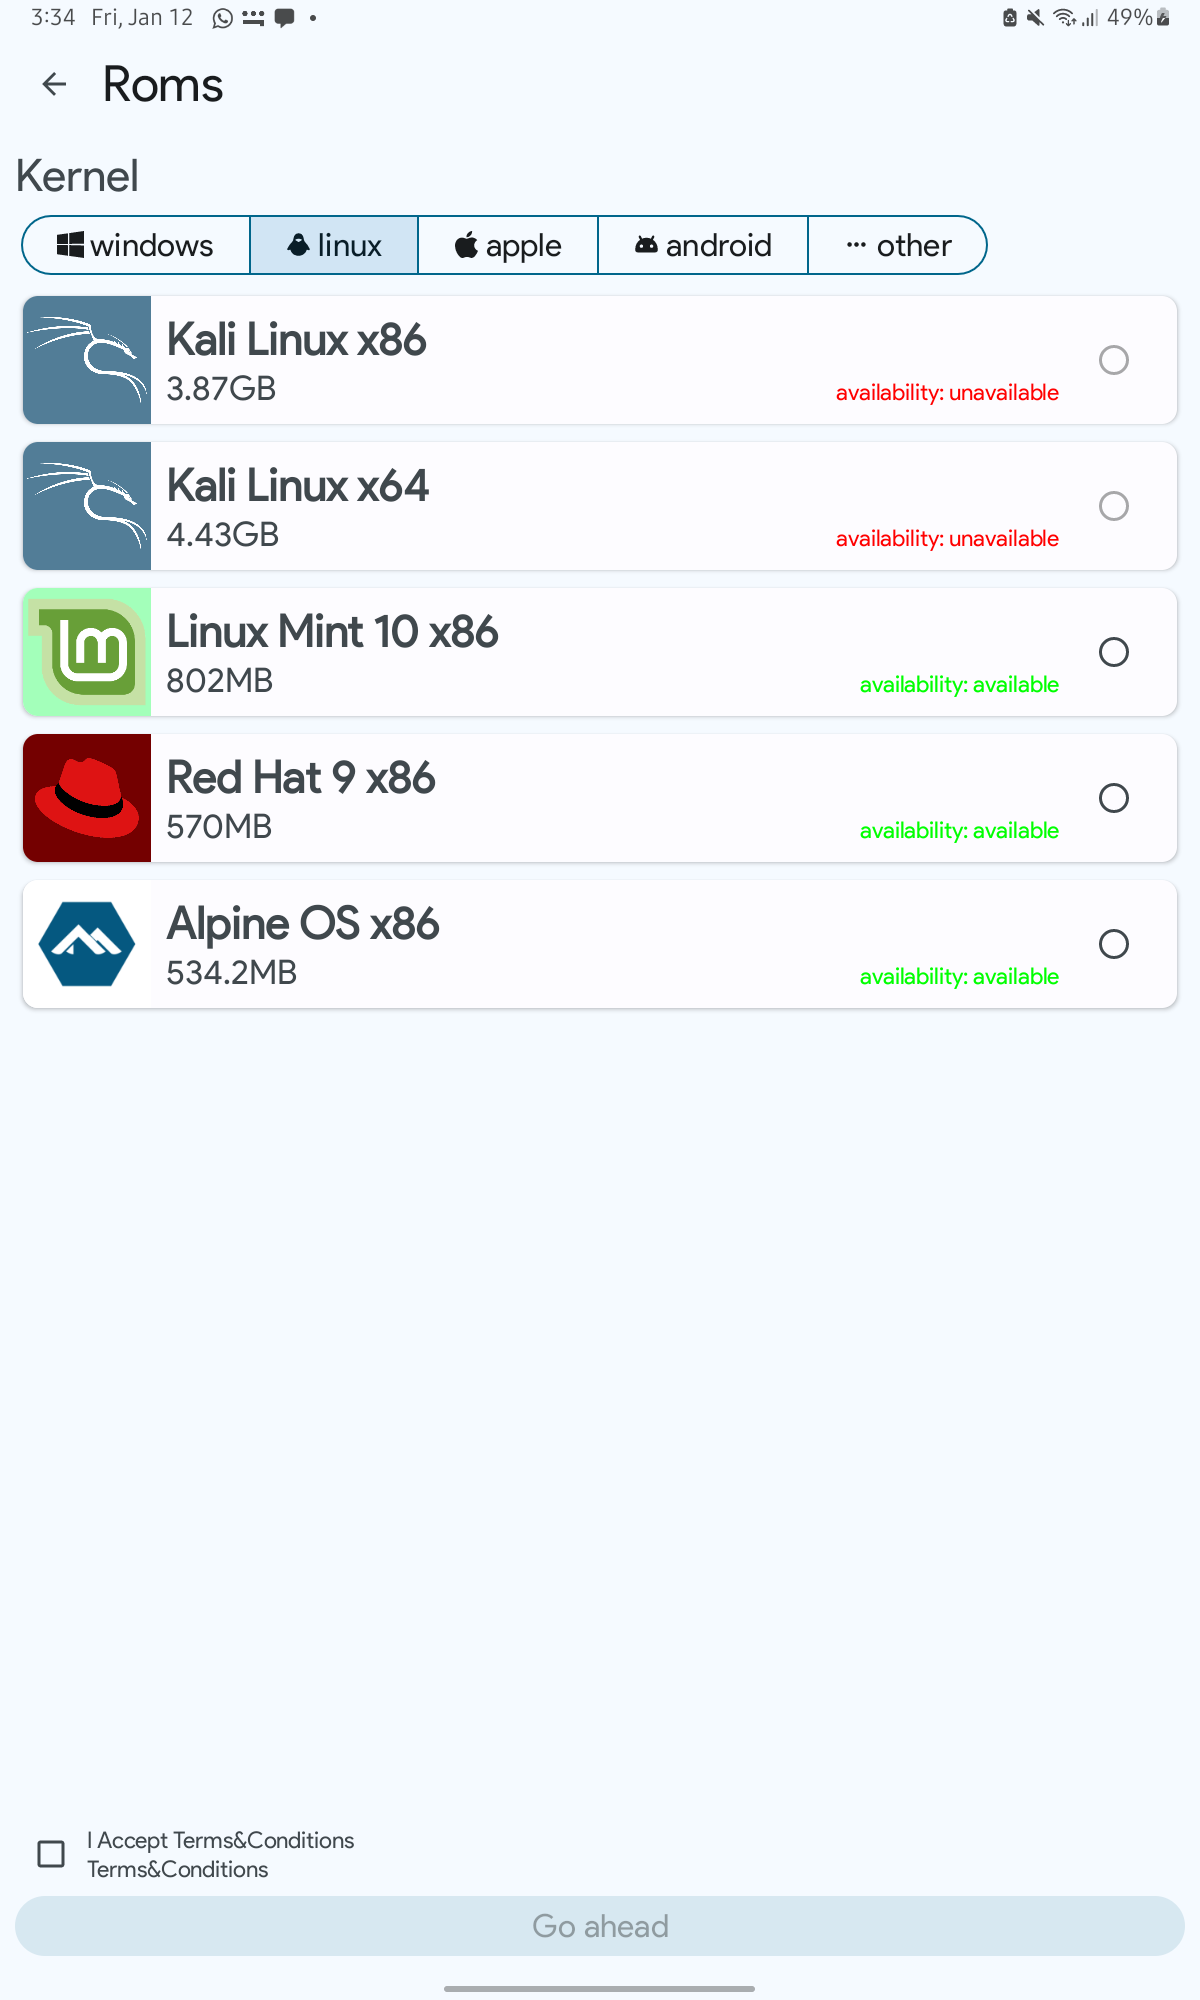 3:34 Fri, Jan 12 49%
Roms
Kernel
windows linux apple android ··· other
Kali Linux x86
3.87GB
availability: unavailable
Kali Linux x64
4.43GB
availability: unavailable
lm
Linux Mint 10 x86
802MB
availability: available
Red Hat 9 x86
570MB
availability: available
Alpine OS x86
534.2MB
availability: available
I Accept Terms&Conditions
Terms&Conditions
Go ahead